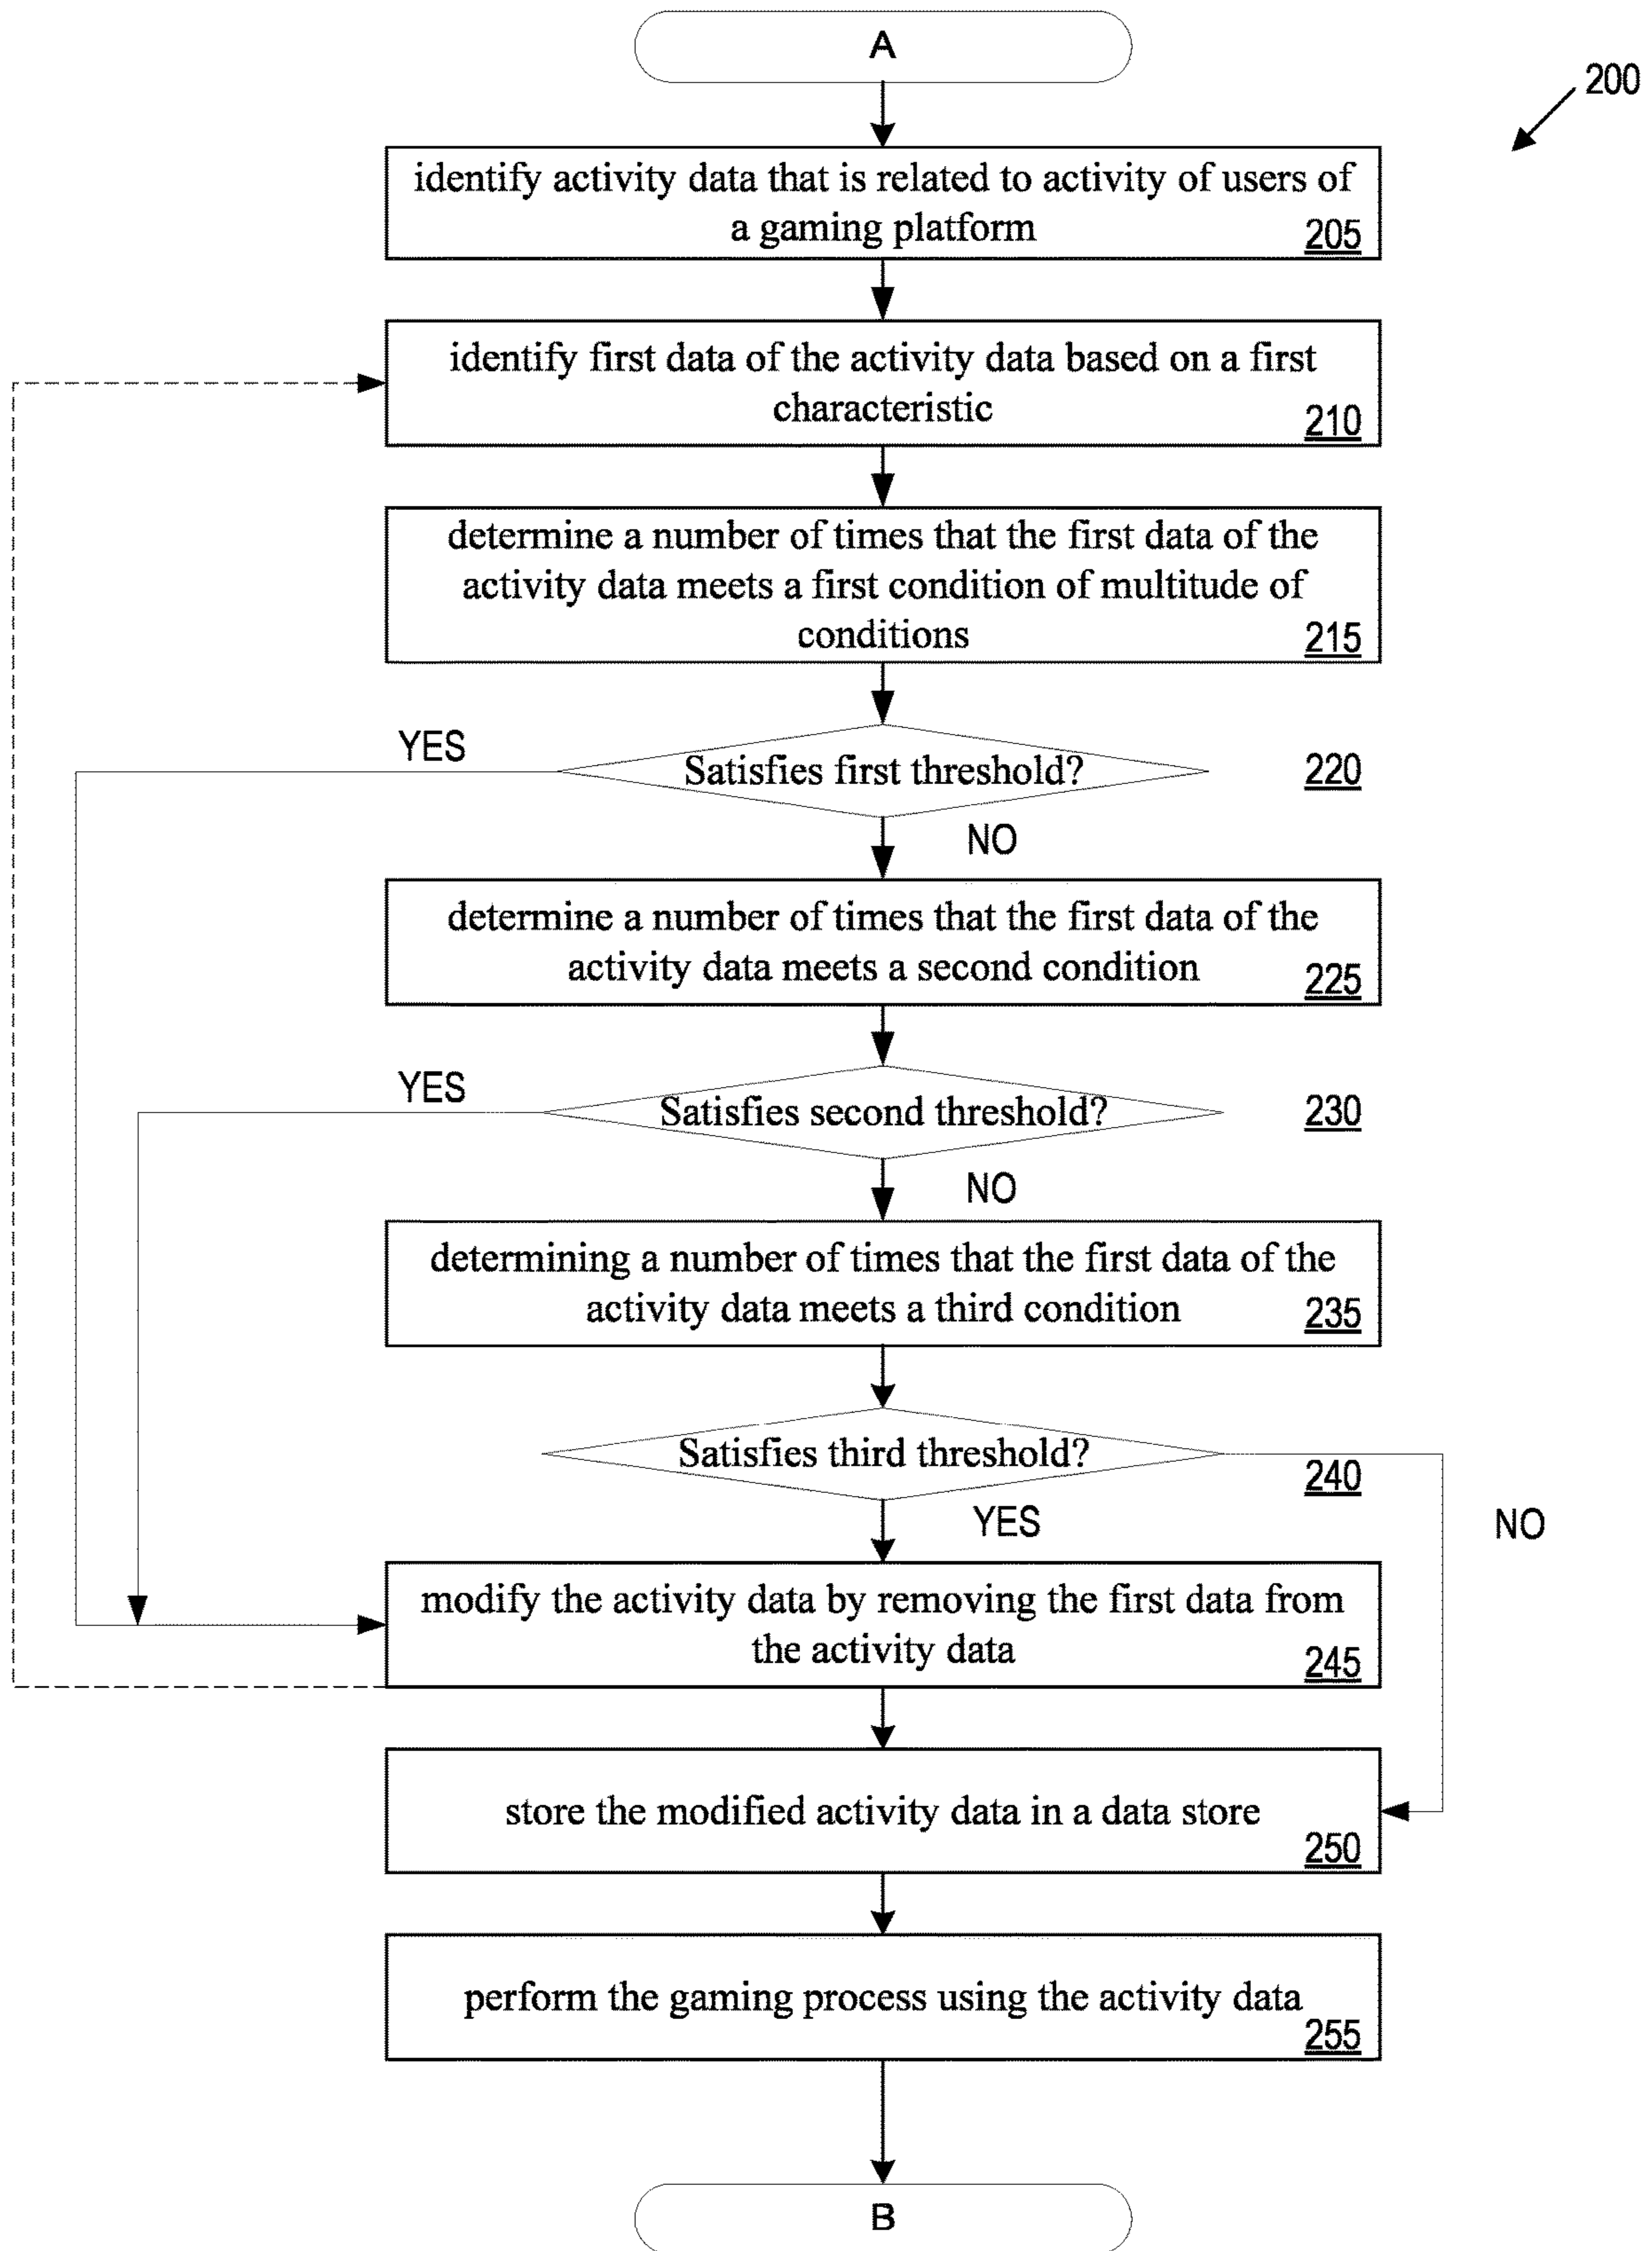 A
200
identify activity data that is related to activity of users of
a gaming platform
205
identify first data of the activity data based on a first
characteristic
210
determine a number of times that the first data of the
activity data meets a first condition of multitude of
conditions
215
YES
Satisfies first threshold?
220
NO
determine a number of times that the first data of the
activity data meets a second condition
225
YES
Satisfies second threshold?
230
NO
determining a number of times that the first data of the
activity data meets a third condition
235
Satisfies third threshold?
240
YES
NO
modify the activity data by removing the first data from
the activity data
245
store the modified activity data in a data store
250
perform the gaming process using the activity data
255
B